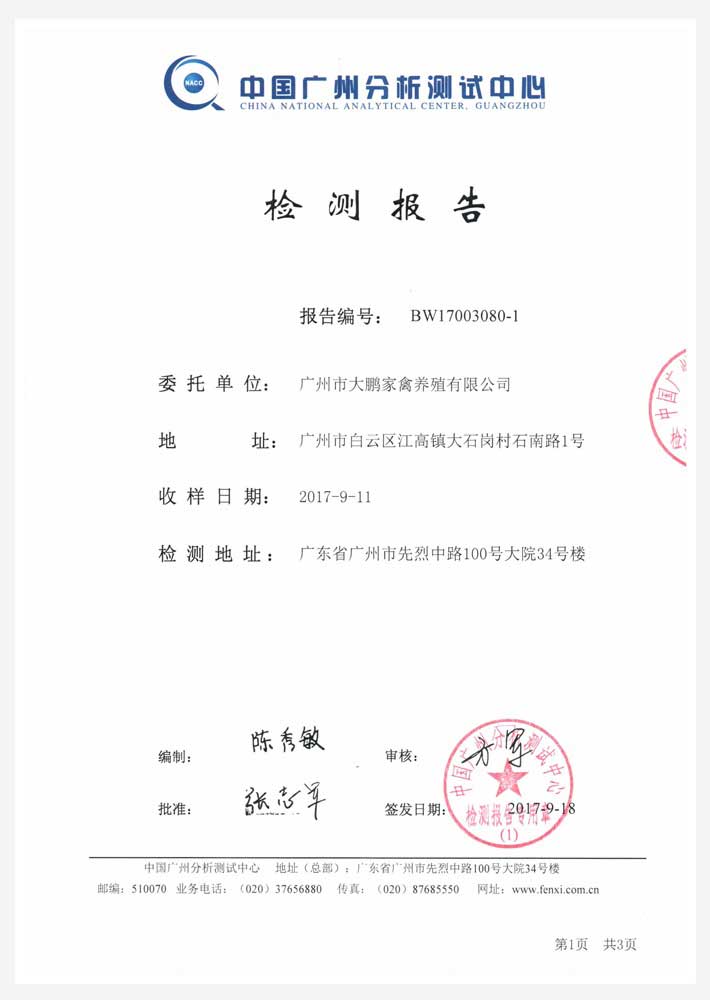 NACC
中国广州分析测试中心
CHINA NATIONAL ANALYTICAL CENTER, GUANGZHOU
检测报告
报告编号： BW17003080-1
委托单位： 广州市大鹏家禽养殖有限公司
地 址： 广州市白云区江高镇大石岗村石南路1号
收样日期： 2017-9-11
检测地址： 广东省广州市先烈中路100号大院34号楼
中国广
检
编制： 陈秀敏 审核：
批准： 张志军 签发日期： 2017-9-18
中国广州分析测试中心
检测报告专用章
(1)
中国广州分析测试中心 地址（总部）：广东省广州市先烈中路100号大院34号楼
邮编：510070 业务电话：（020）37656880 传真：（020）87685550 网址：www.fenxi.com.cn
第1页 共3页